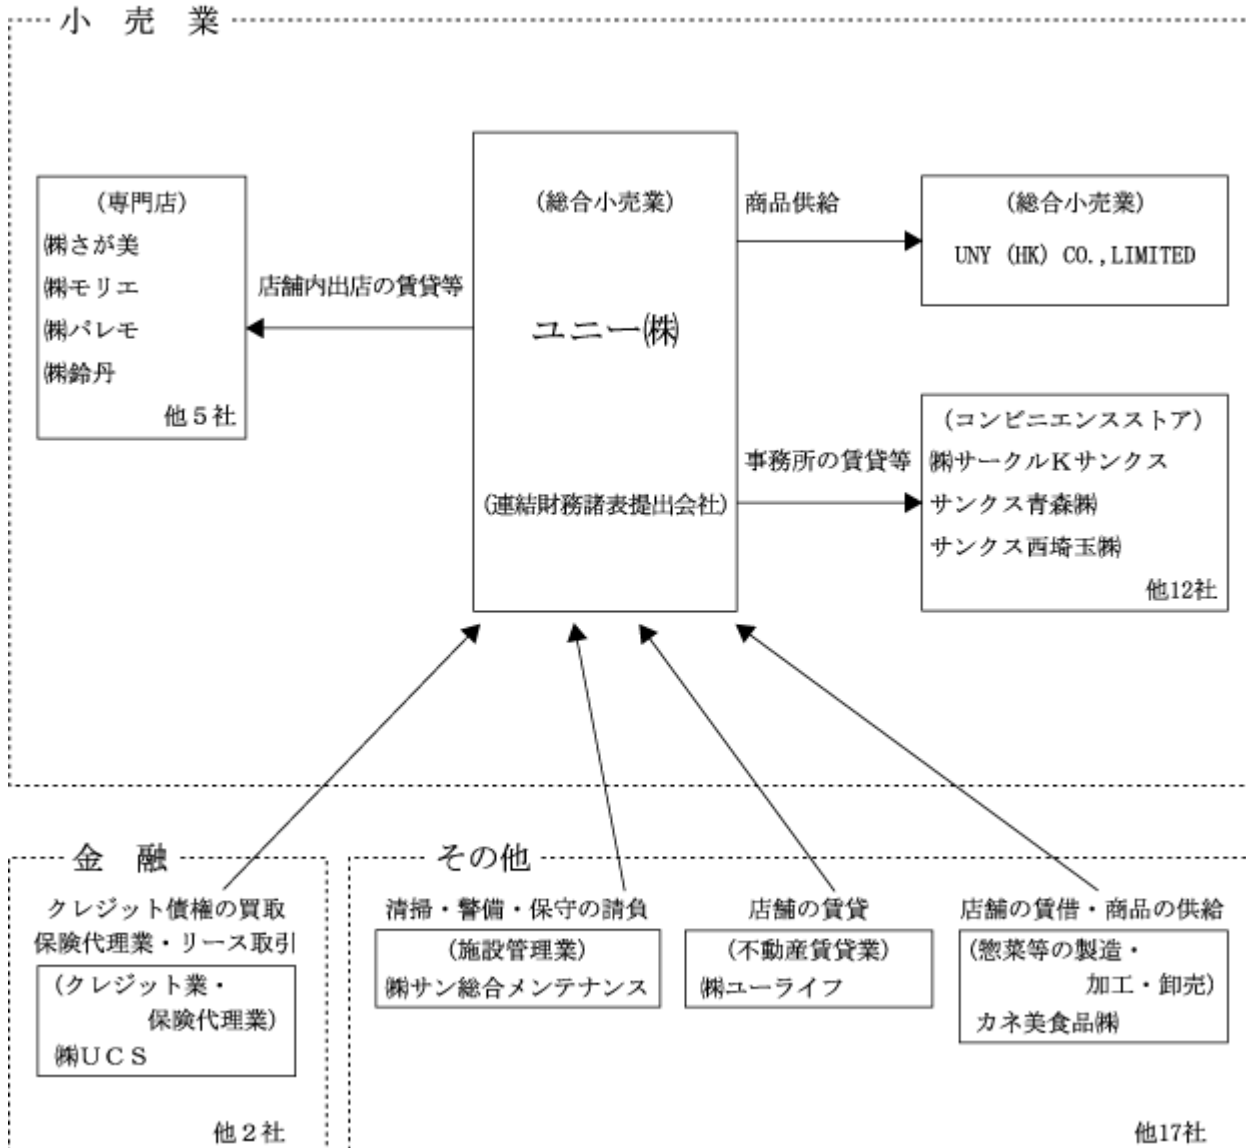 小　売　業
(専門店)
㈱さが美
㈱モリエ
㈱パレモ
㈱鈴丹
他５社
店舗内出店の賃貸等
(総合小売業)
ユニー㈱
(連結財務諸表提出会社)
商品供給
(総合小売業)
UNY (HK) CO.,LIMITED
事務所の賃貸等
(コンビニエンスストア)
㈱サークルＫサンクス
サンクス青森㈱
サンクス西埼玉㈱
他12社
金　融
クレジット債権の買取
保険代理業・リース取引
(クレジット業・
保険代理業)
㈱ＵＣＳ
他２社
その他
清掃・警備・保守の請負
(施設管理業)
㈱サン総合メンテナンス
店舗の賃貸
(不動産賃貸業)
㈱ユーライフ
店舗の賃借・商品の供給
(惣菜等の製造・
加工・卸売)
カネ美食品㈱
他17社